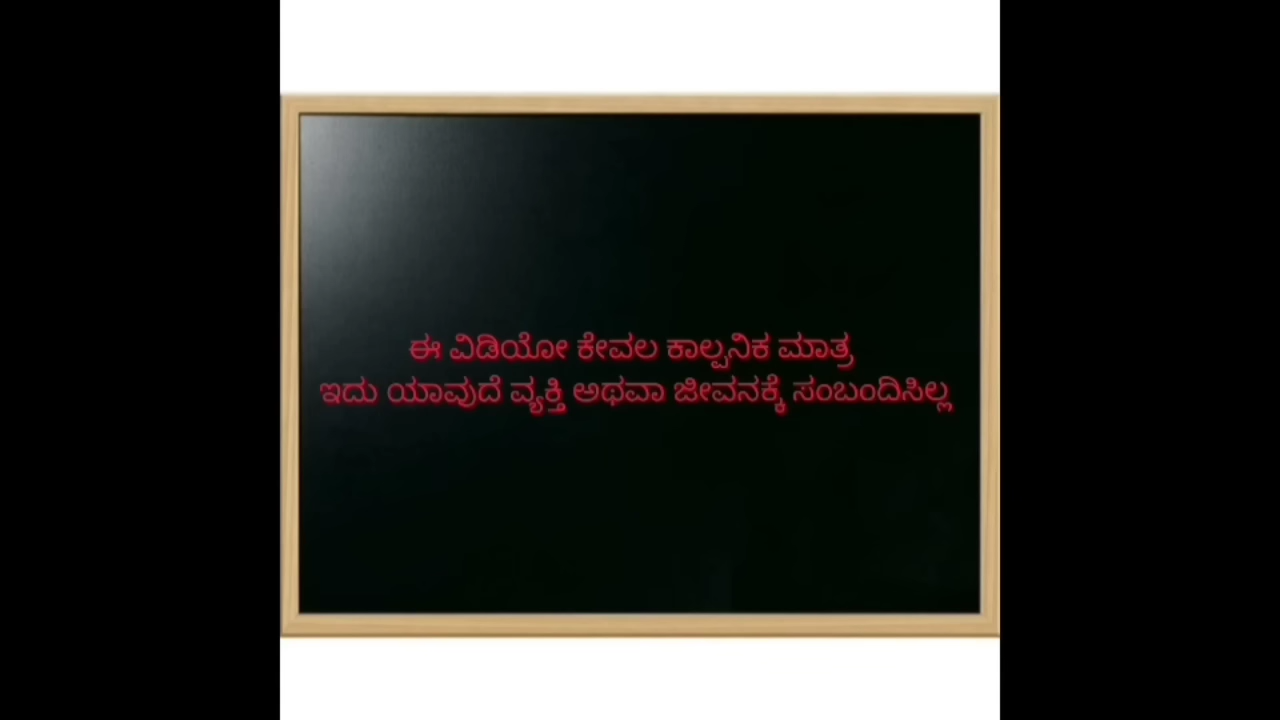 ಈ ವಿಡಿಯೋ ಕೇವಲ ಕಾಲ್ಪನಿಕ ಮಾತ್ರ
ಇದು ಯಾವುದೆ ವ್ಯಕ್ತಿ ಅಥವಾ ಜೀವನಕ್ಕೆ ಸಂಬಂದಿಸಿಲ್ಲ